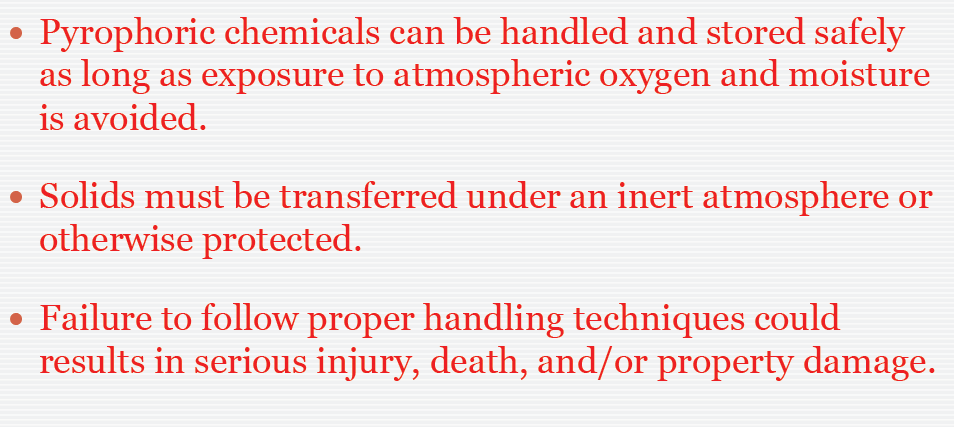 • Pyrophoric chemicals can be handled and stored safely
as long as exposure to atmospheric oxygen and moisture
is avoided.
• Solids must be transferred under an inert atmosphere or
otherwise protected.
• Failure to follow proper handling techniques could
results in serious injury, death, and/or property damage.